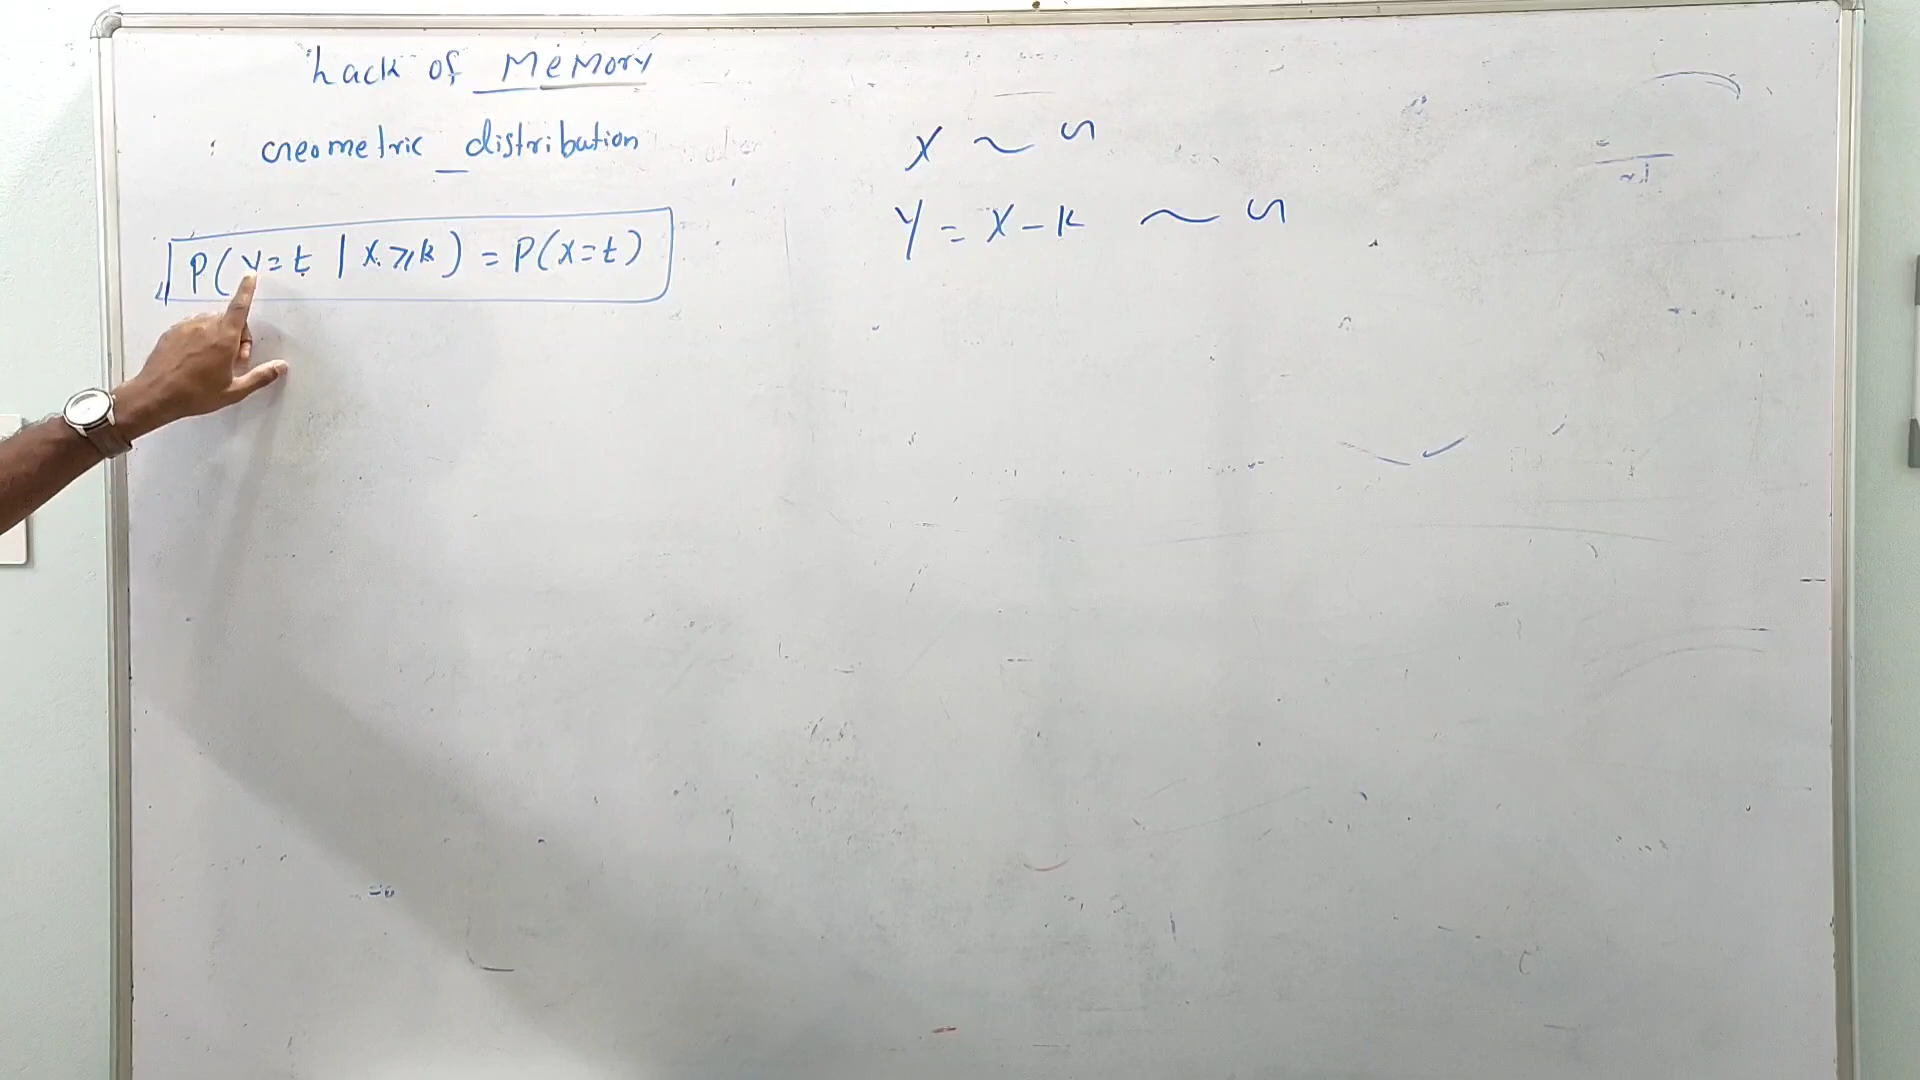 Lack of Memory
: Geometric distribution
P(Y=t | X≥k) = P(X=t)
X ~ G
Y = X-k ~ G